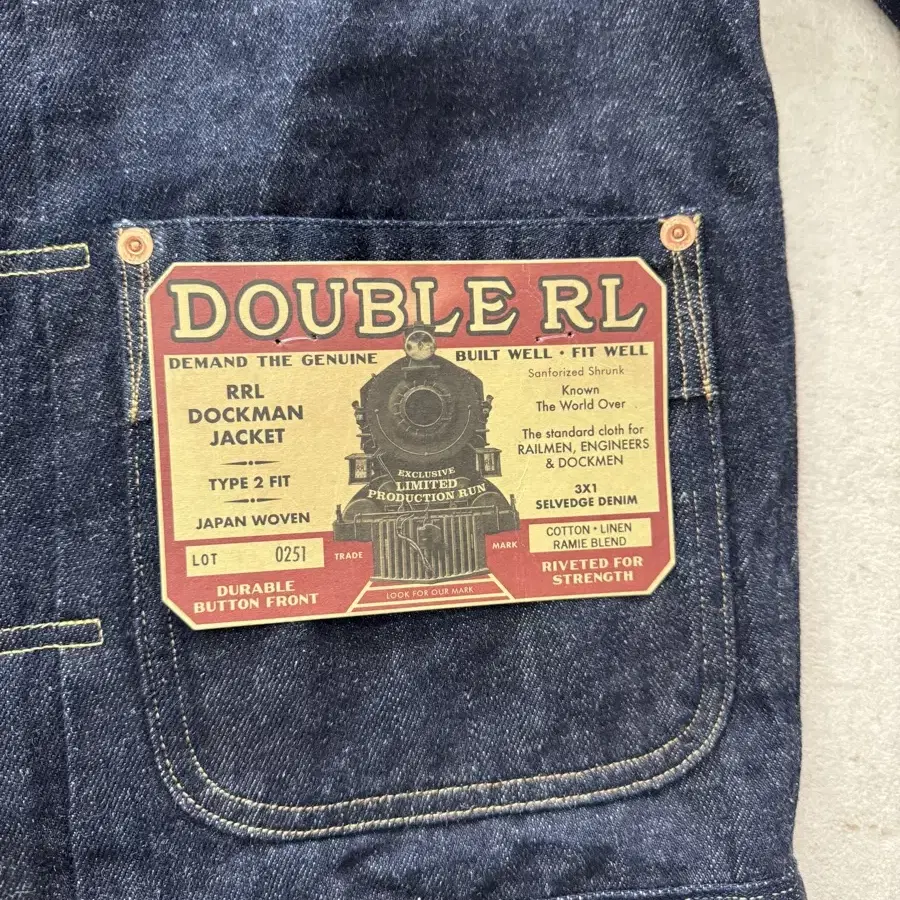 DOUBLE RL
DEMAND THE GENUINE
BUILT WELL • FIT WELL
RRL
DOCKMAN
JACKET
TYPE 2 FIT
JAPAN WOVEN
LOT 0251
DURABLE
BUTTON FRONT
EXCLUSIVE
LIMITED
PRODUCTION RUN
TRADE MARK
LOOK FOR OUR MARK
Sanforized Shrunk
Known
The World Over
The standard cloth for
RAILMEN, ENGINEERS
& DOCKMEN
3X1
SELVEDGE DENIM
COTTON • LINEN
RAMIE BLEND
RIVETED FOR
STRENGTH